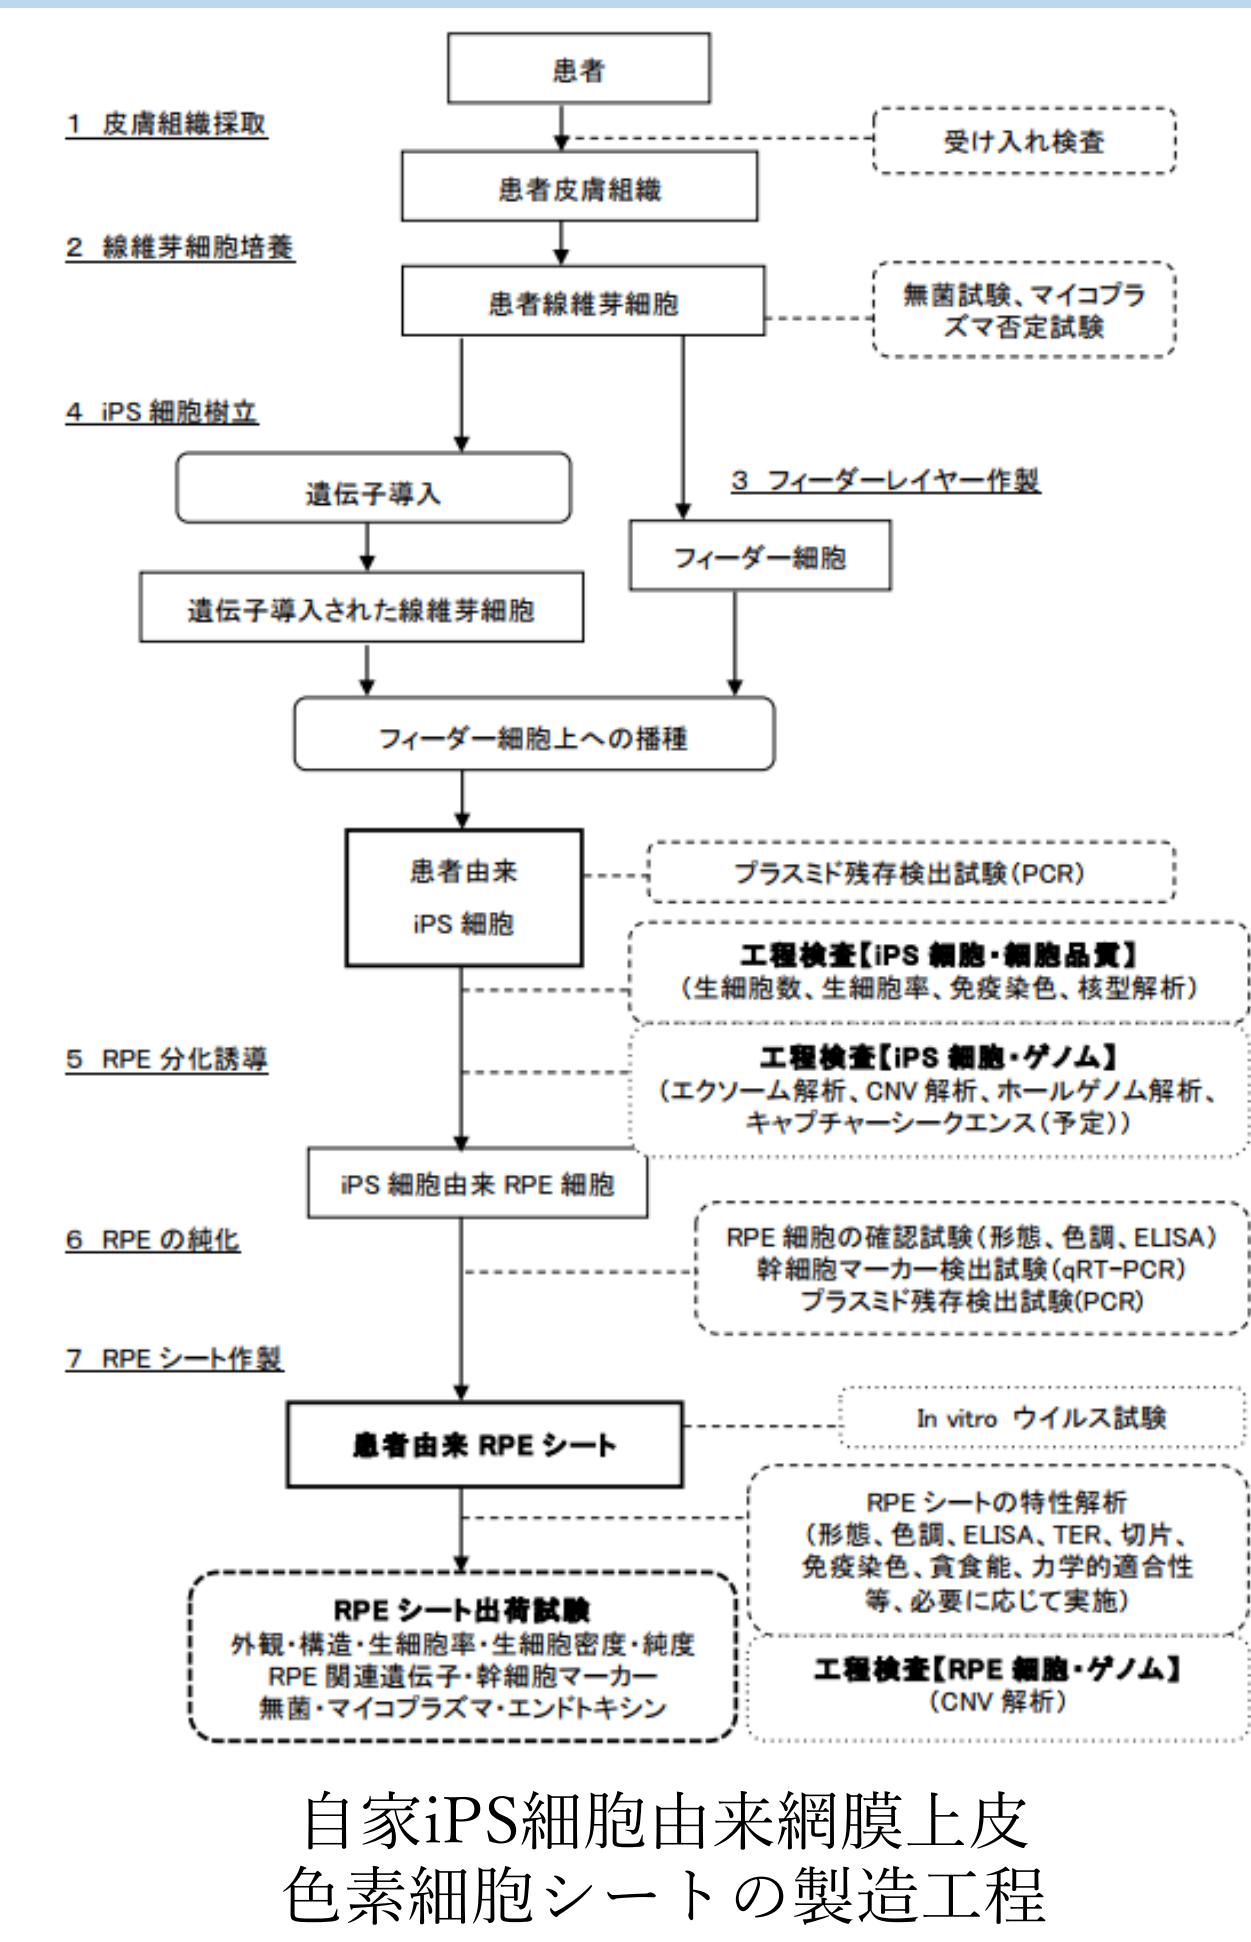 患者
1 皮膚組織採取
受け入れ検査
患者皮膚組織
2 線維芽細胞培養
患者線維芽細胞
無菌試験、マイコプラ
ズマ否定試験
4 iPS 細胞樹立
遺伝子導入
3 フィーダーレイヤー作製
フィーダー細胞
遺伝子導入された線維芽細胞
フィーダー細胞上への播種
患者由来
iPS 細胞
プラスミド残存検出試験(PCR)
工程検査【iPS 細胞・細胞品質】
(生細胞数、生細胞率、免疫染色、核型解析)
5 RPE 分化誘導
工程検査【iPS 細胞・ゲノム】
(エクソーム解析、CNV 解析、ホールゲノム解析、
キャプチャーシークエンス(予定))
iPS 細胞由来 RPE 細胞
6 RPE の純化
RPE 細胞の確認試験(形態、色調、ELISA)
幹細胞マーカー検出試験(qRT-PCR)
プラスミド残存検出試験(PCR)
7 RPE シート作製
患者由来 RPE シート
In vitro ウイルス試験
RPE シートの特性解析
(形態、色調、ELISA、TER、切片、
免疫染色、貪食能、力学的適合性
等、必要に応じて実施)
RPE シート出荷試験
外観・構造・生細胞率・生細胞密度・純度
RPE 関連遺伝子・幹細胞マーカー
無菌・マイコプラズマ・エンドトキシン
工程検査【RPE 細胞・ゲノム】
(CNV 解析)
自家iPS細胞由来網膜上皮
色素細胞シートの製造工程